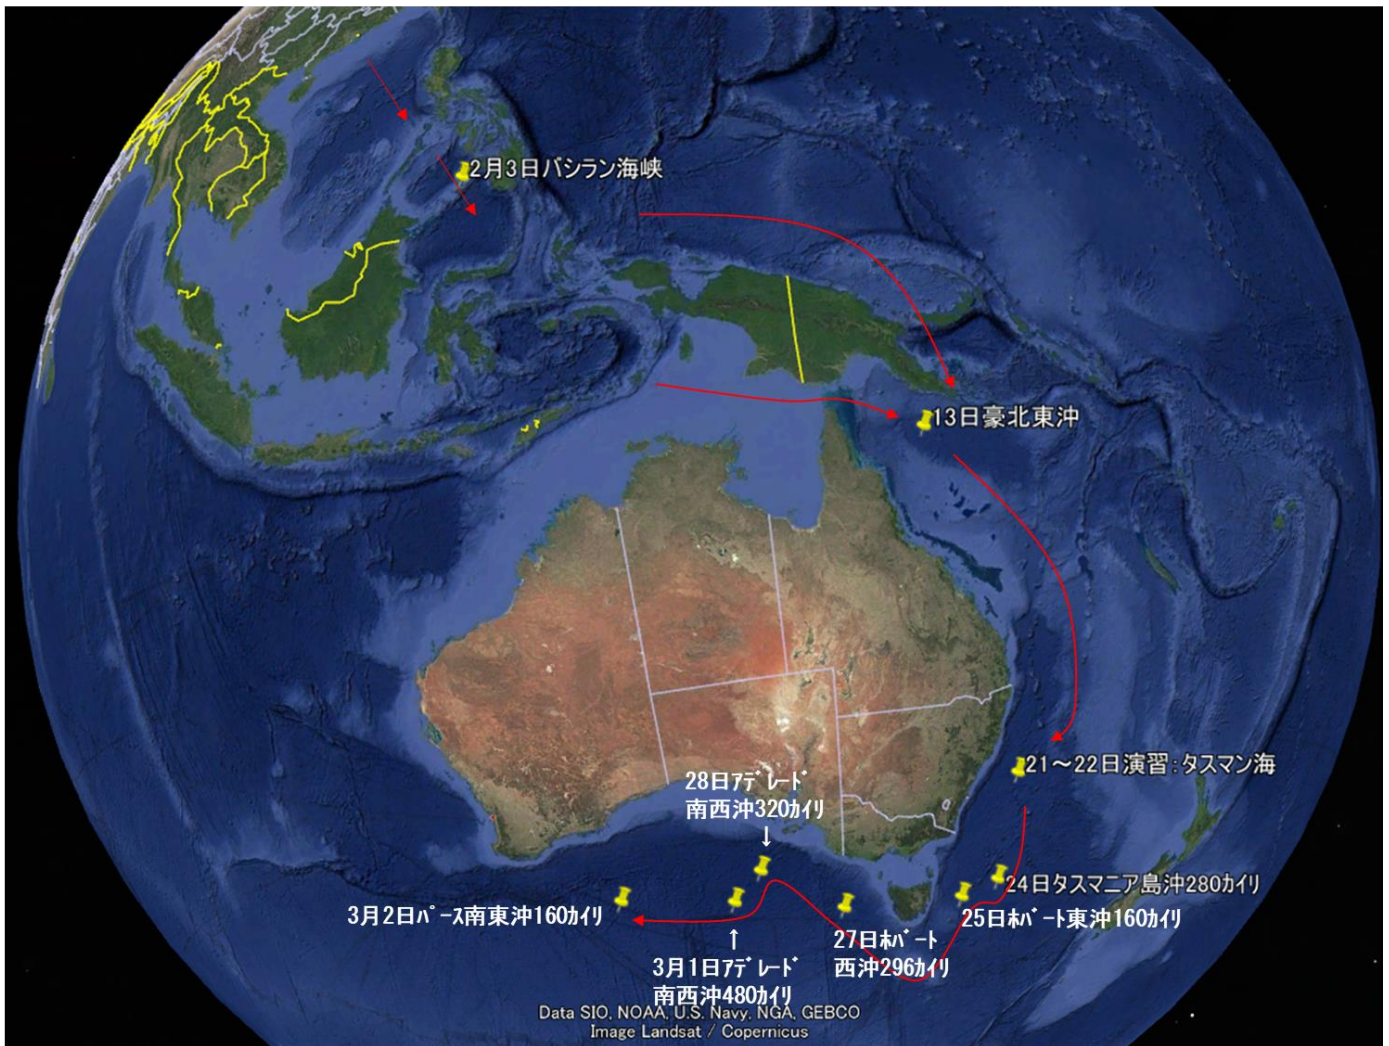 2月3日バシラン海峡
13日豪北東沖
21～22日演習:タスマン海
28日ｱﾃﾞﾚｰﾄﾞ
南西沖320ｶｲﾘ
↓
24日タスマニア島沖280カイリ
25日ﾎﾊﾞｰﾄ東沖160ｶｲﾘ
3月2日ﾊﾟｰｽ南東沖160ｶｲﾘ
27日ﾎﾊﾞｰﾄ
西沖296ｶｲﾘ
↑
3月1日ｱﾃﾞﾚｰﾄﾞ
南西沖480ｶｲﾘ
Data SIO, NOAA, U.S. Navy, NGA, GEBCO
Image Landsat / Copernicus